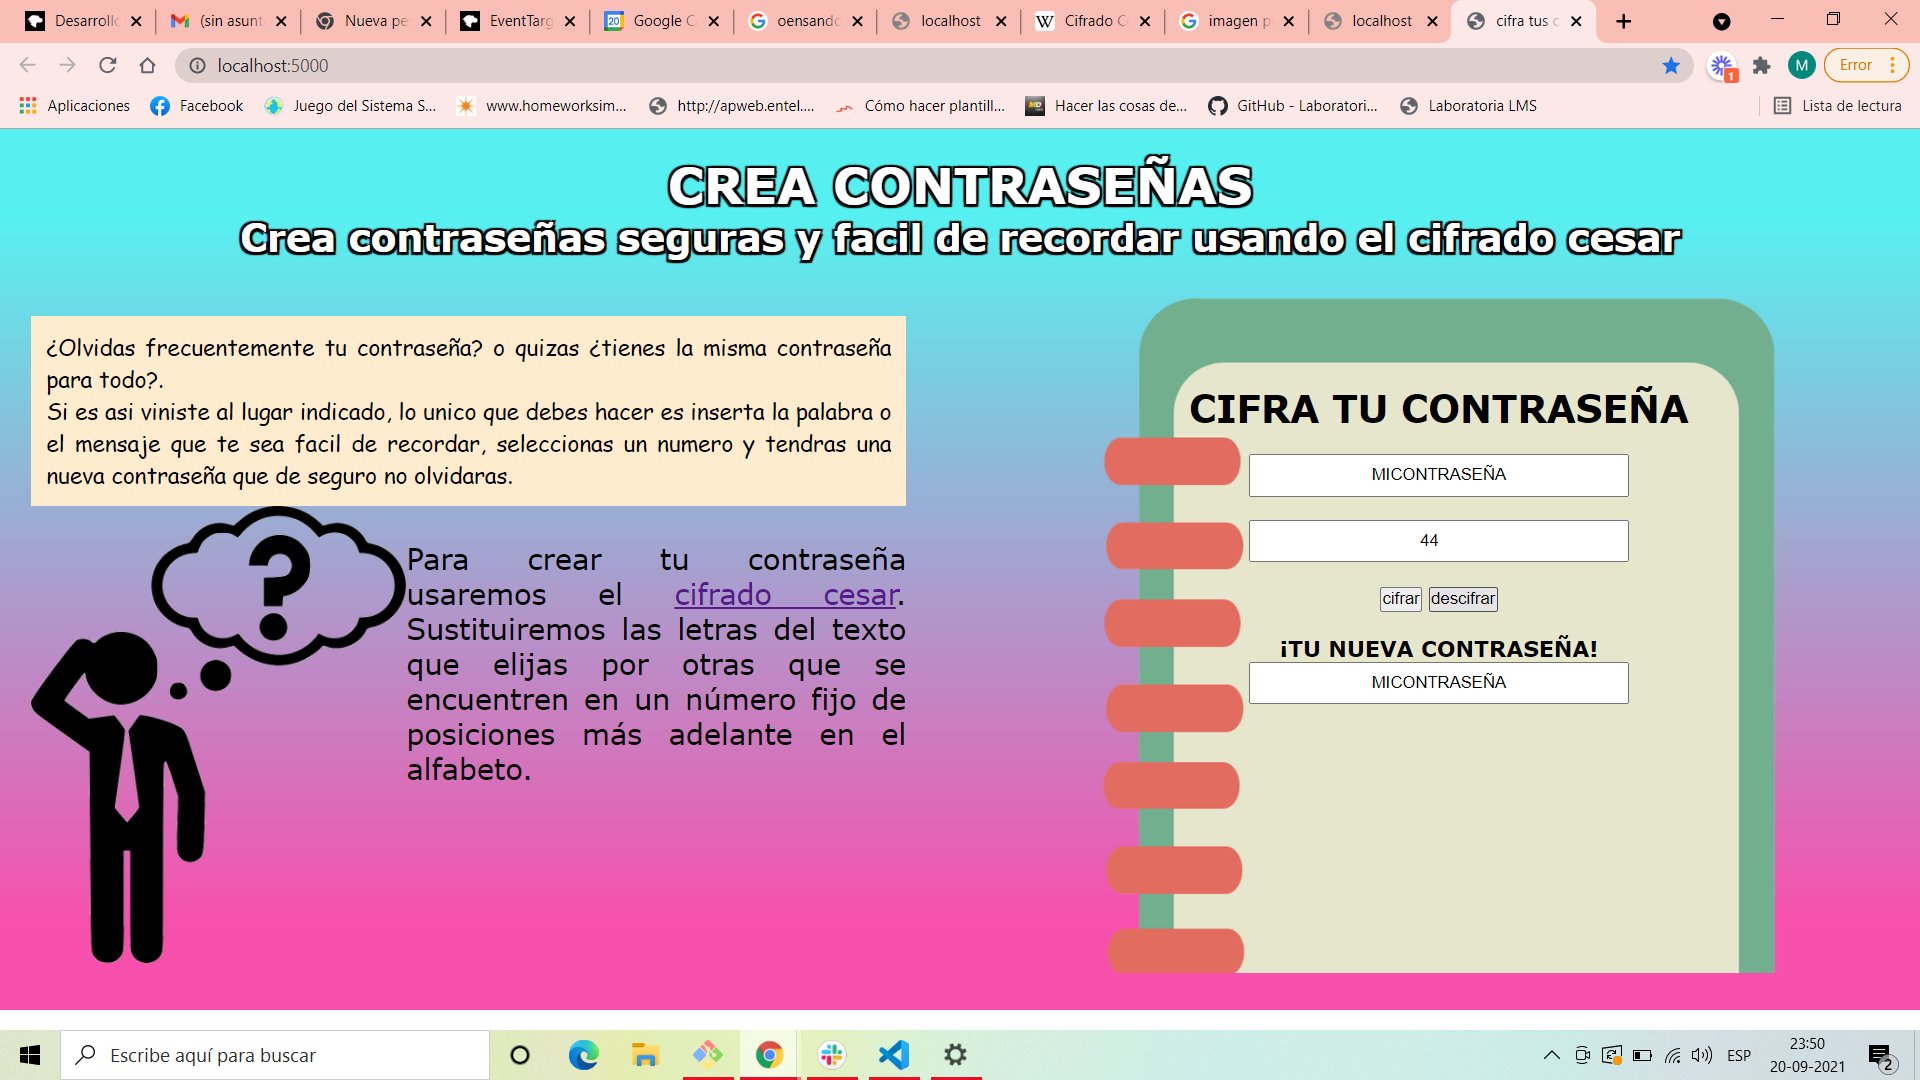 Desarrollo
(sin asunt
Nueva pe
EventTarg
Google C
oensando
localhost
Cifrado C
imagen p
localhost
cifra tus c
localhost:5000
1
M
Error
Aplicaciones
Facebook
Juego del Sistema S...
www.homeworksim...
http://apweb.entel....
Cómo hacer plantill...
Hacer las cosas de...
GitHub - Laboratori...
Laboratoria LMS
Lista de lectura
CREA CONTRASEÑAS
Crea contraseñas seguras y facil de recordar usando el cifrado cesar
¿Olvidas frecuentemente tu contraseña? o quizas ¿tienes la misma contraseña
para todo?.
Si es asi viniste al lugar indicado, lo unico que debes hacer es inserta la palabra o
el mensaje que te sea facil de recordar, seleccionas un numero y tendras una
nueva contraseña que de seguro no olvidaras.
?
Para crear tu contraseña
usaremos el cifrado cesar.
Sustituiremos las letras del texto
que elijas por otras que se
encuentren en un número fijo de
posiciones más adelante en el
alfabeto.
CIFRA TU CONTRASEÑA
MICONTRASEÑA
44
cifrar descifrar
¡TU NUEVA CONTRASEÑA!
MICONTRASEÑA
Escribe aquí para buscar
ESP
23:50
20-09-2021
2